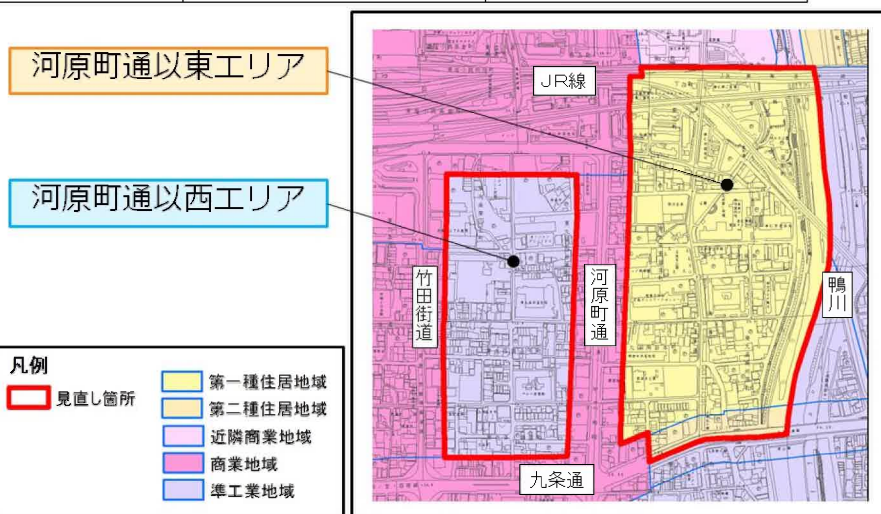 河原町通以東エリア
JR線
河原町通以西エリア
竹田街道
河原町通
鴨川
九条通
凡例
見直し箇所
第一種住居地域
第二種住居地域
近隣商業地域
商業地域
準工業地域